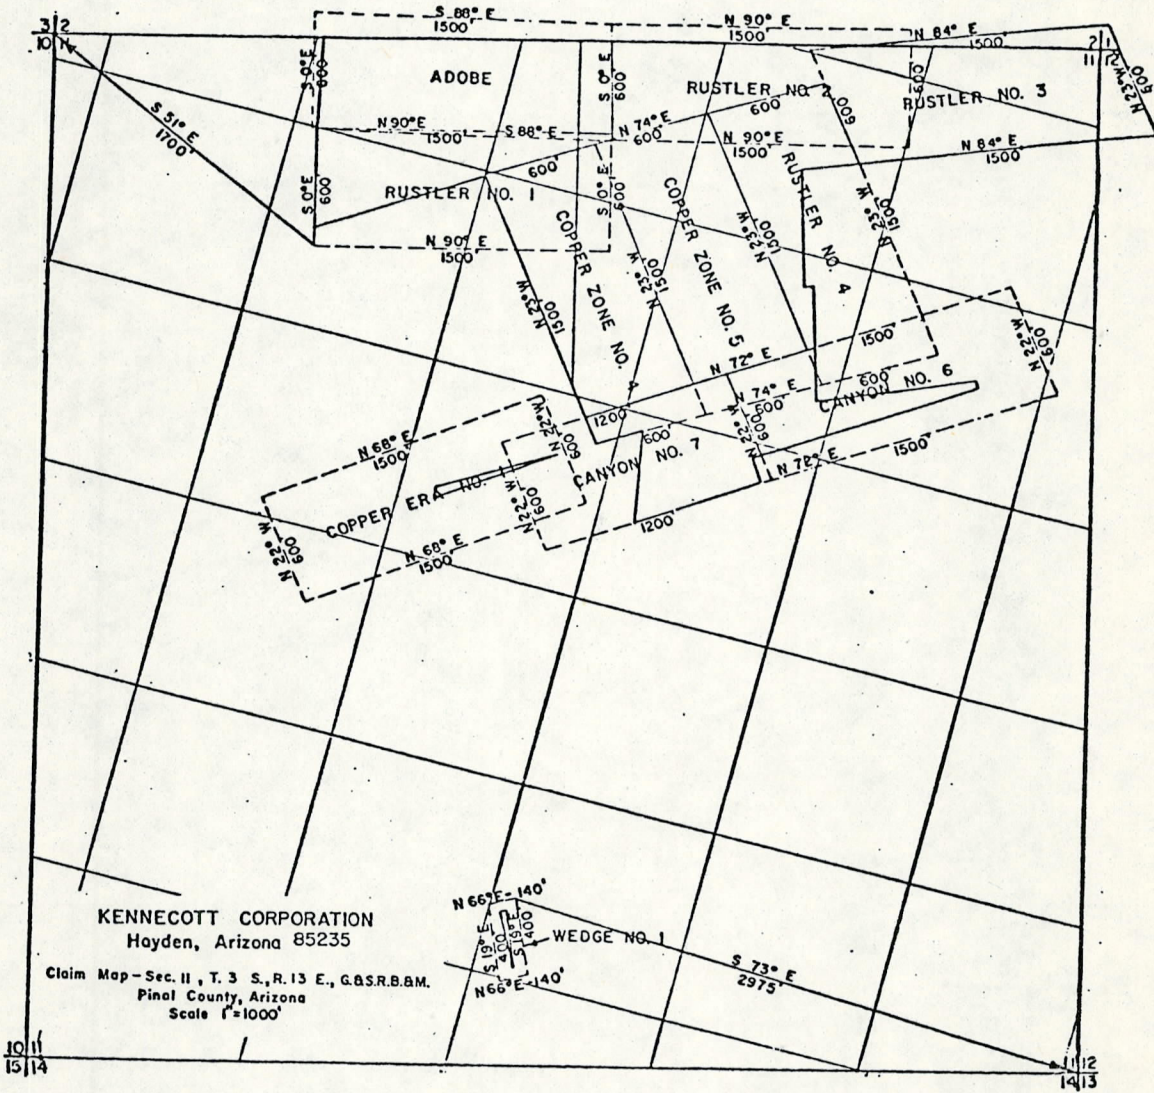 3 2
10 11
S 88° E
1500'
N 90° E
1500'
N 84° E
1500'
2 1
11 12
N 23° W
600
S 0° E
600'
ADOBE
S 0° E
600'
RUSTLER NO. 2
600
600
600
RUSTLER NO. 3
S 51° E
1700'
N 90° E
1500'
S 88° E
N 74° E
600'
N 90° E
1500'
N 84° E
1500'
S 0° E
600'
RUSTLER NO. 1
600'
S 0° E
600'
N 90° E
1500'
COPPER ZONE NO. 4
COPPER ZONE NO. 5
RUSTLER NO. 4
N 23° W
1500
N 23° W
1500
N 23° W
1500
N 23° W
1500
N 72° E
1500'
N 22° W
600
N 74° E
600'
600'
CANYON NO. 6
1200'
600'
N 22° W
600
N 72° E
1500'
N 68° E
1500'
N 22° W
600
COPPER ERA NO.
CANYON NO. 7
N 22° W
600
1200'
N 22° W
600
N 68° E
1500'
N 66° E - 140'
S 19° E
400
S 19° E
400
WEDGE NO. 1
N 66° E - 140'
S 73° E
2975'
KENNECOTT CORPORATION
Hayden, Arizona 85235
Claim Map - Sec. 11, T. 3 S., R. 13 E., G.&S.R.B.&M.
Pinal County, Arizona
Scale 1"=1000'
10 11
15 14
11 12
14 13